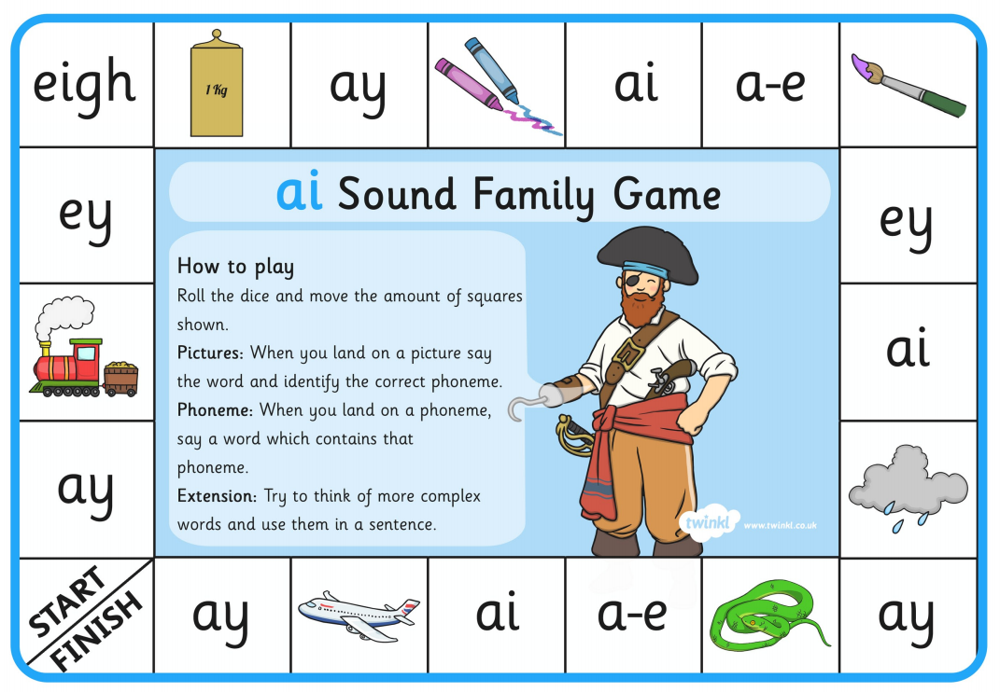 eigh
1 Kg
ay
ai
a-e
ey
ai Sound Family Game
ey
How to play
Roll the dice and move the amount of squares
shown.
Pictures: When you land on a picture say
the word and identify the correct phoneme.
Phoneme: When you land on a phoneme,
say a word which contains that
phoneme.
Extension: Try to think of more complex
words and use them in a sentence.
ai
ay
twinkl
www.twinkl.co.uk
START
FINISH
ay
ai
a-e
ay